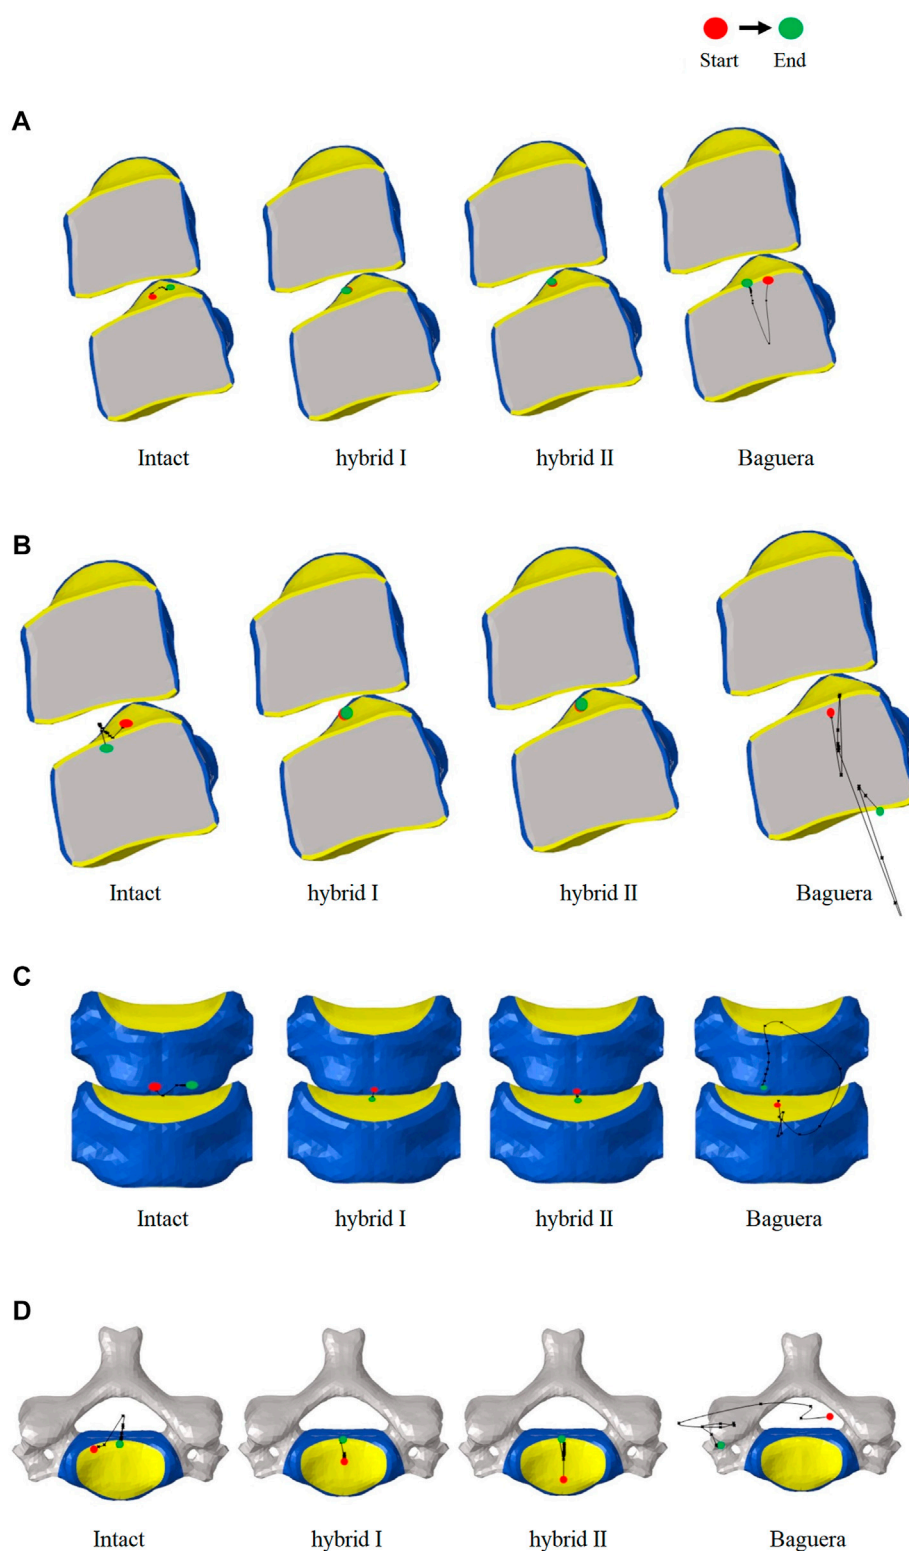 Start End
A
Intact hybrid I hybrid II Baguera
B
Intact hybrid I hybrid II Baguera
C
Intact hybrid I hybrid II Baguera
D
Intact hybrid I hybrid II Baguera